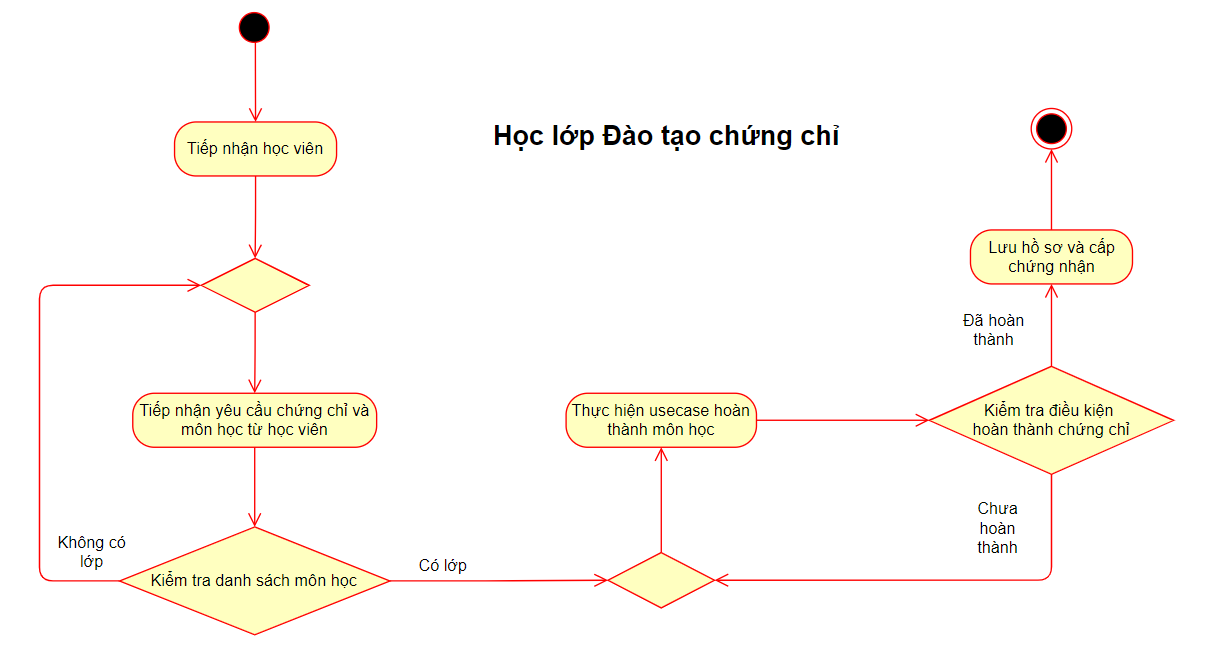 Học lớp Đào tạo chứng chỉ
Tiếp nhận học viên
Tiếp nhận yêu cầu chứng chỉ và
môn học từ học viên
Không có
lớp
Kiểm tra danh sách môn học
Có lớp
Thực hiện usecase hoàn
thành môn học
Kiểm tra điều kiện
hoàn thành chứng chỉ
Chưa
hoàn
thành
Đã hoàn
thành
Lưu hồ sơ và cấp
chứng nhận